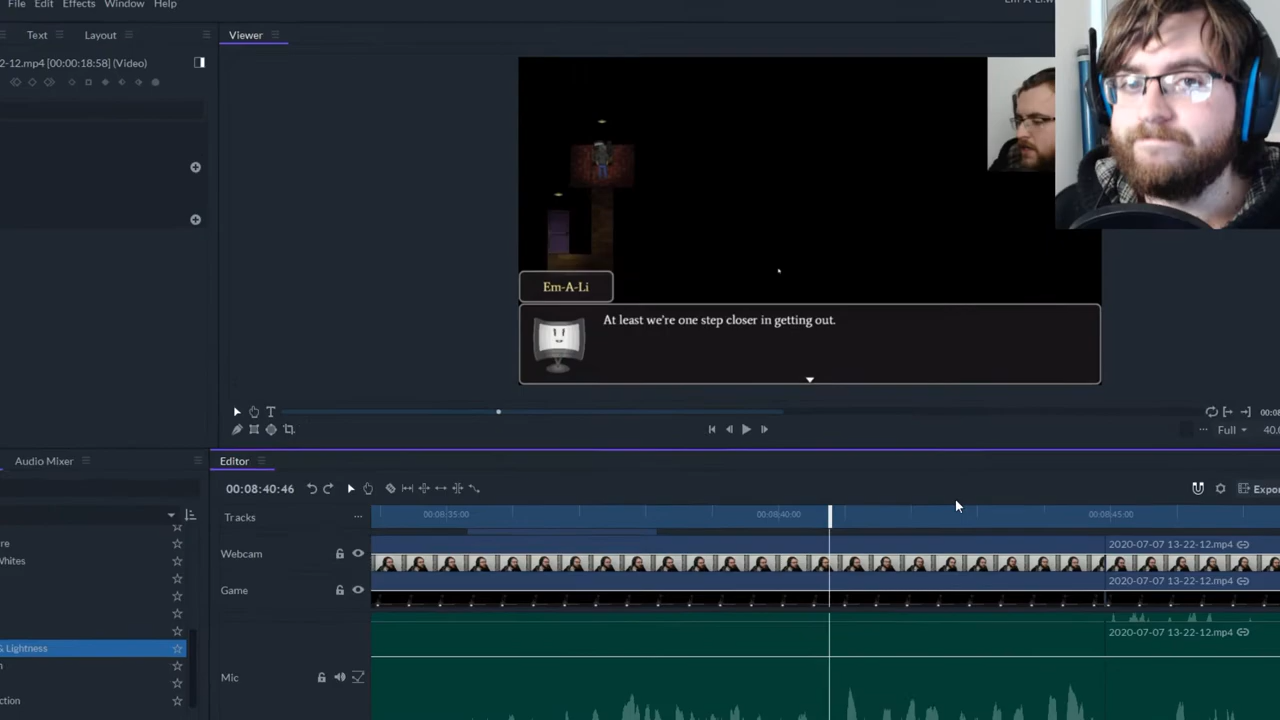 File Edit Effects Window Help
Text Layout
Viewer
2-12.mp4 [00:00:18:58] (Video)
Em-A-Li
At least we're one step closer in getting out.
Full
Audio Mixer
Editor
00:08:40:46
Expor
Tracks
00:08:35:00 00:08:40:00 00:08:45:00
2020-07-07 13-22-12.mp4
Webcam
2020-07-07 13-22-12.mp4
Game
2020-07-07 13-22-12.mp4
Mic
re
Whites
& Lightness
n
ction